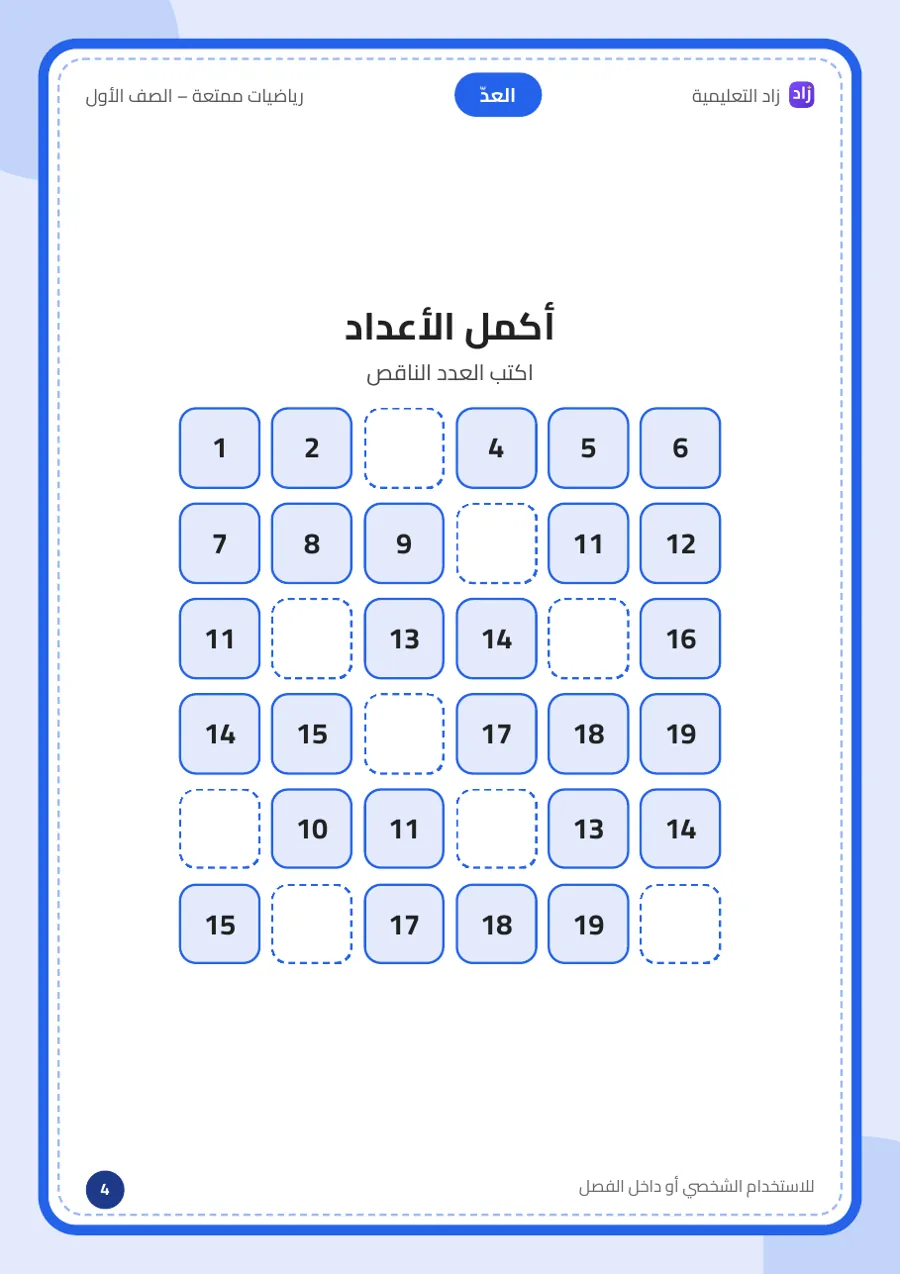 زاد زاد التعليمية
العدّ
رياضيات ممتعة – الصف الأول
أكمل الأعداد
اكتب العدد الناقص
1 2 4 5 6
7 8 9 11 12
11 13 14 16
14 15 17 18 19
10 11 13 14
15 17 18 19
للاستخدام الشخصي أو داخل الفصل
4